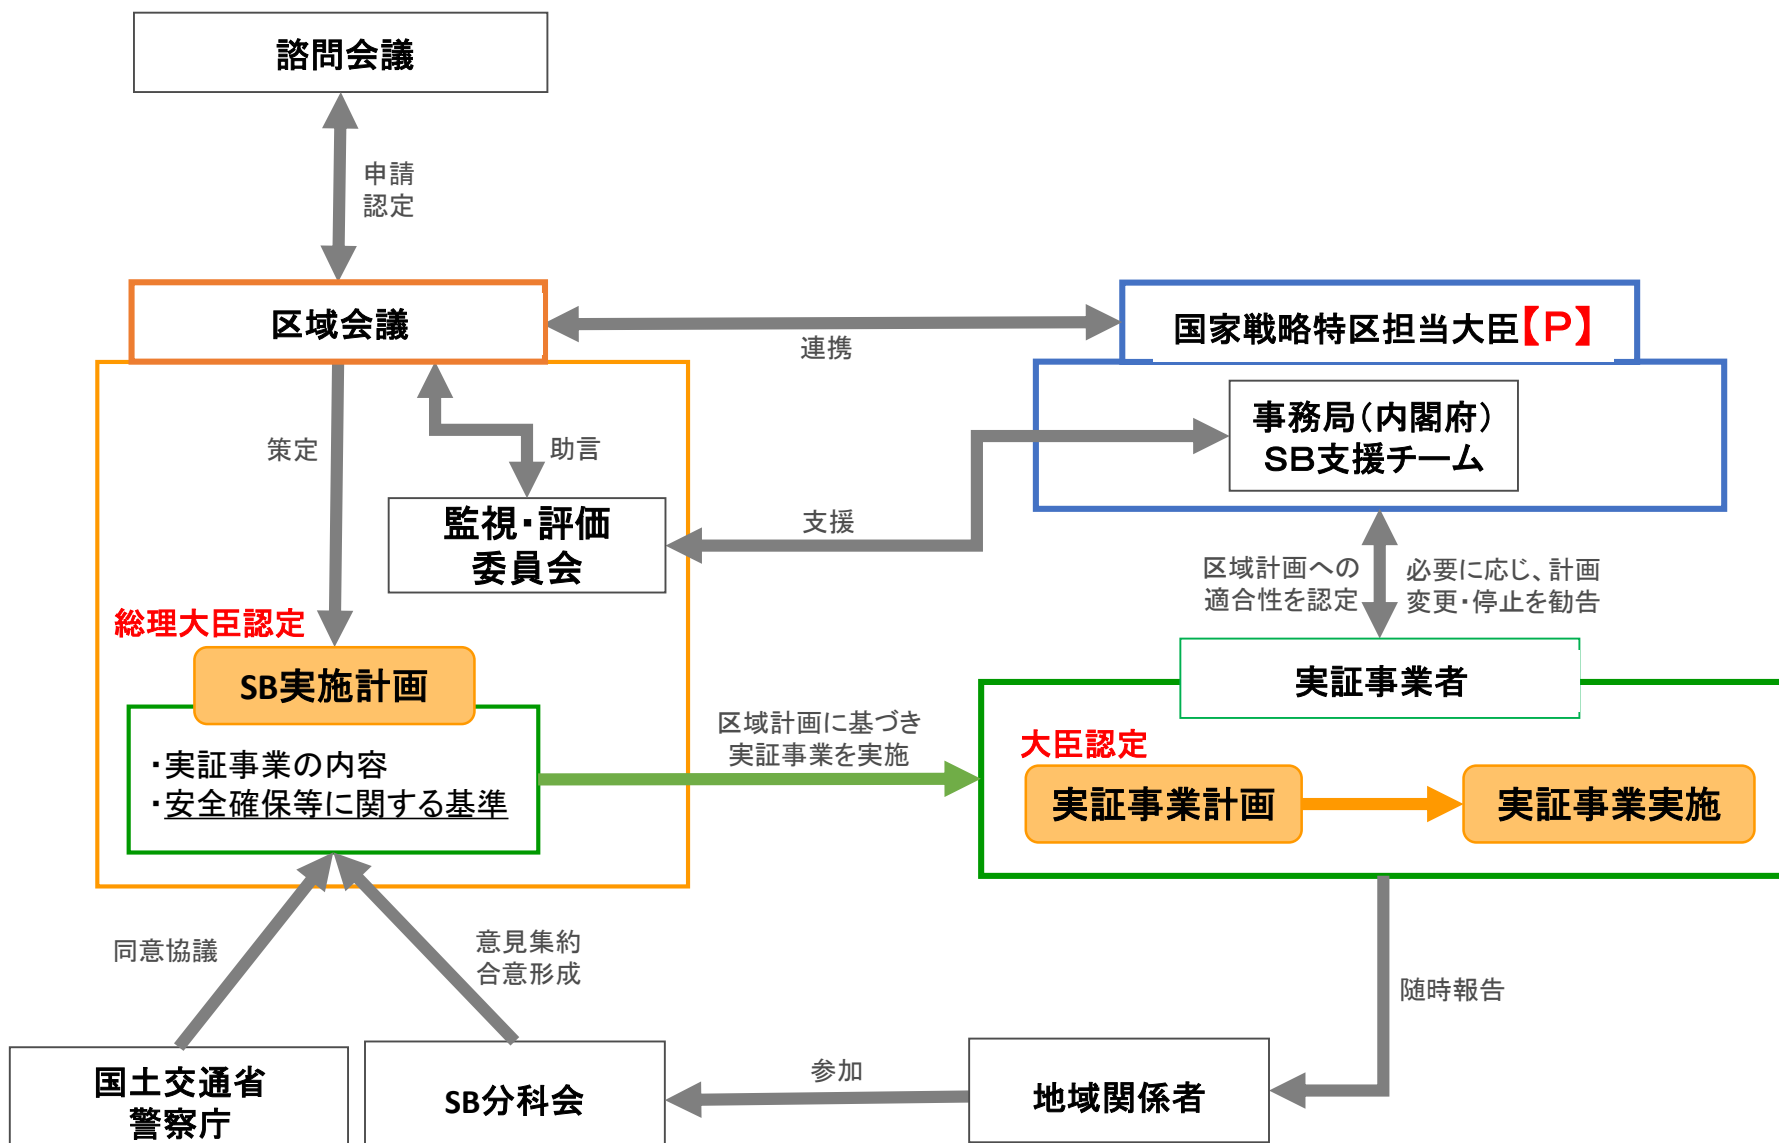 諮問会議
申請
認定
区域会議
連携
国家戦略特区担当大臣【P】
事務局（内閣府）
SB支援チーム
策定
助言
監視・評価
委員会
支援
区域計画への
適合性を認定
必要に応じ、計画
変更・停止を勧告
総理大臣認定
SB実施計画
・実証事業の内容
・安全確保等に関する基準
区域計画に基づき
実証事業を実施
実証事業者
大臣認定
実証事業計画
実証事業実施
同意協議
意見集約
合意形成
随時報告
国土交通省
警察庁
SB分科会
参加
地域関係者